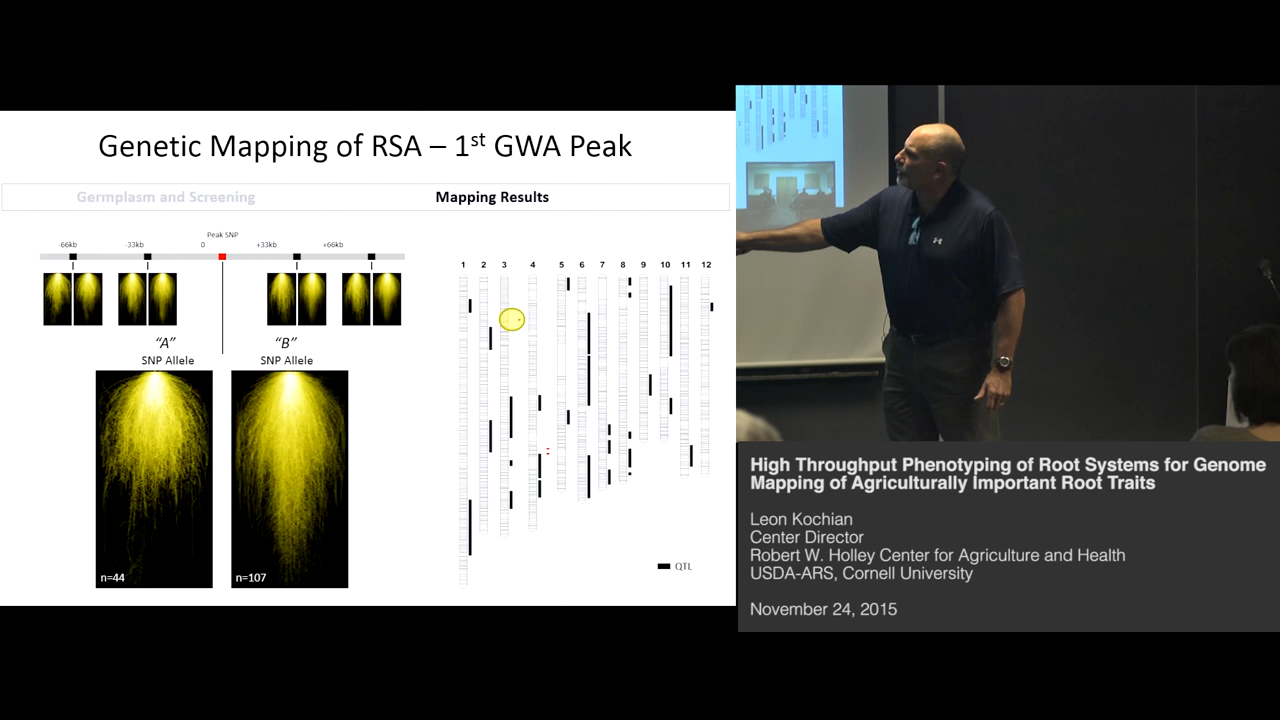 Genetic Mapping of RSA – 1st GWA Peak
Germplasm and Screening
Mapping Results
Peak SNP
-66kb -33kb 0 +33kb +66kb
"A" "B"
SNP Allele SNP Allele
n=44 n=107
1 2 3 4 5 6 7 8 9 10 11 12
QTL
High Throughput Phenotyping of Root Systems for Genome
Mapping of Agriculturally Important Root Traits
Leon Kochian
Center Director
Robert W. Holley Center for Agriculture and Health
USDA-ARS, Cornell University
November 24, 2015